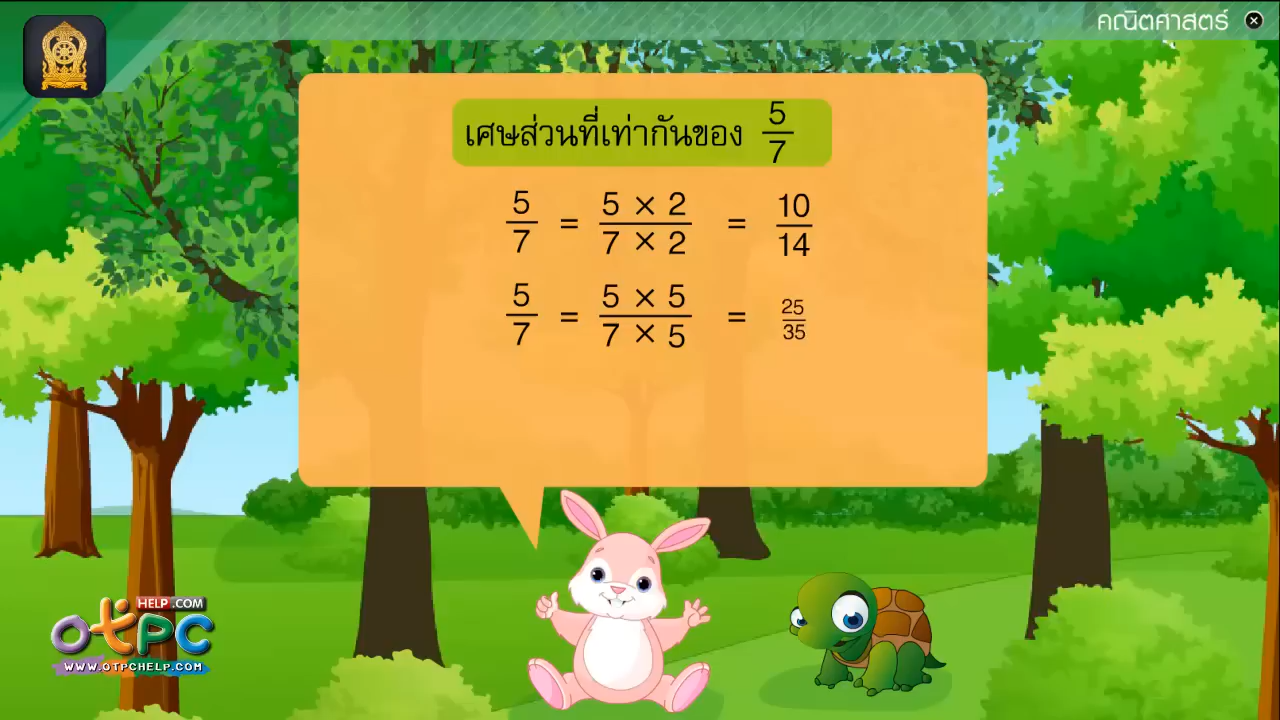 คณิตศาสตร์
เศษส่วนที่เท่ากันของ 5/7
5/7 = 5 × 2/7 × 2 = 10/14
5/7 = 5 × 5/7 × 5 = 25/35
HELP.COM
OTPC
WWW.OTPCHELP.COM